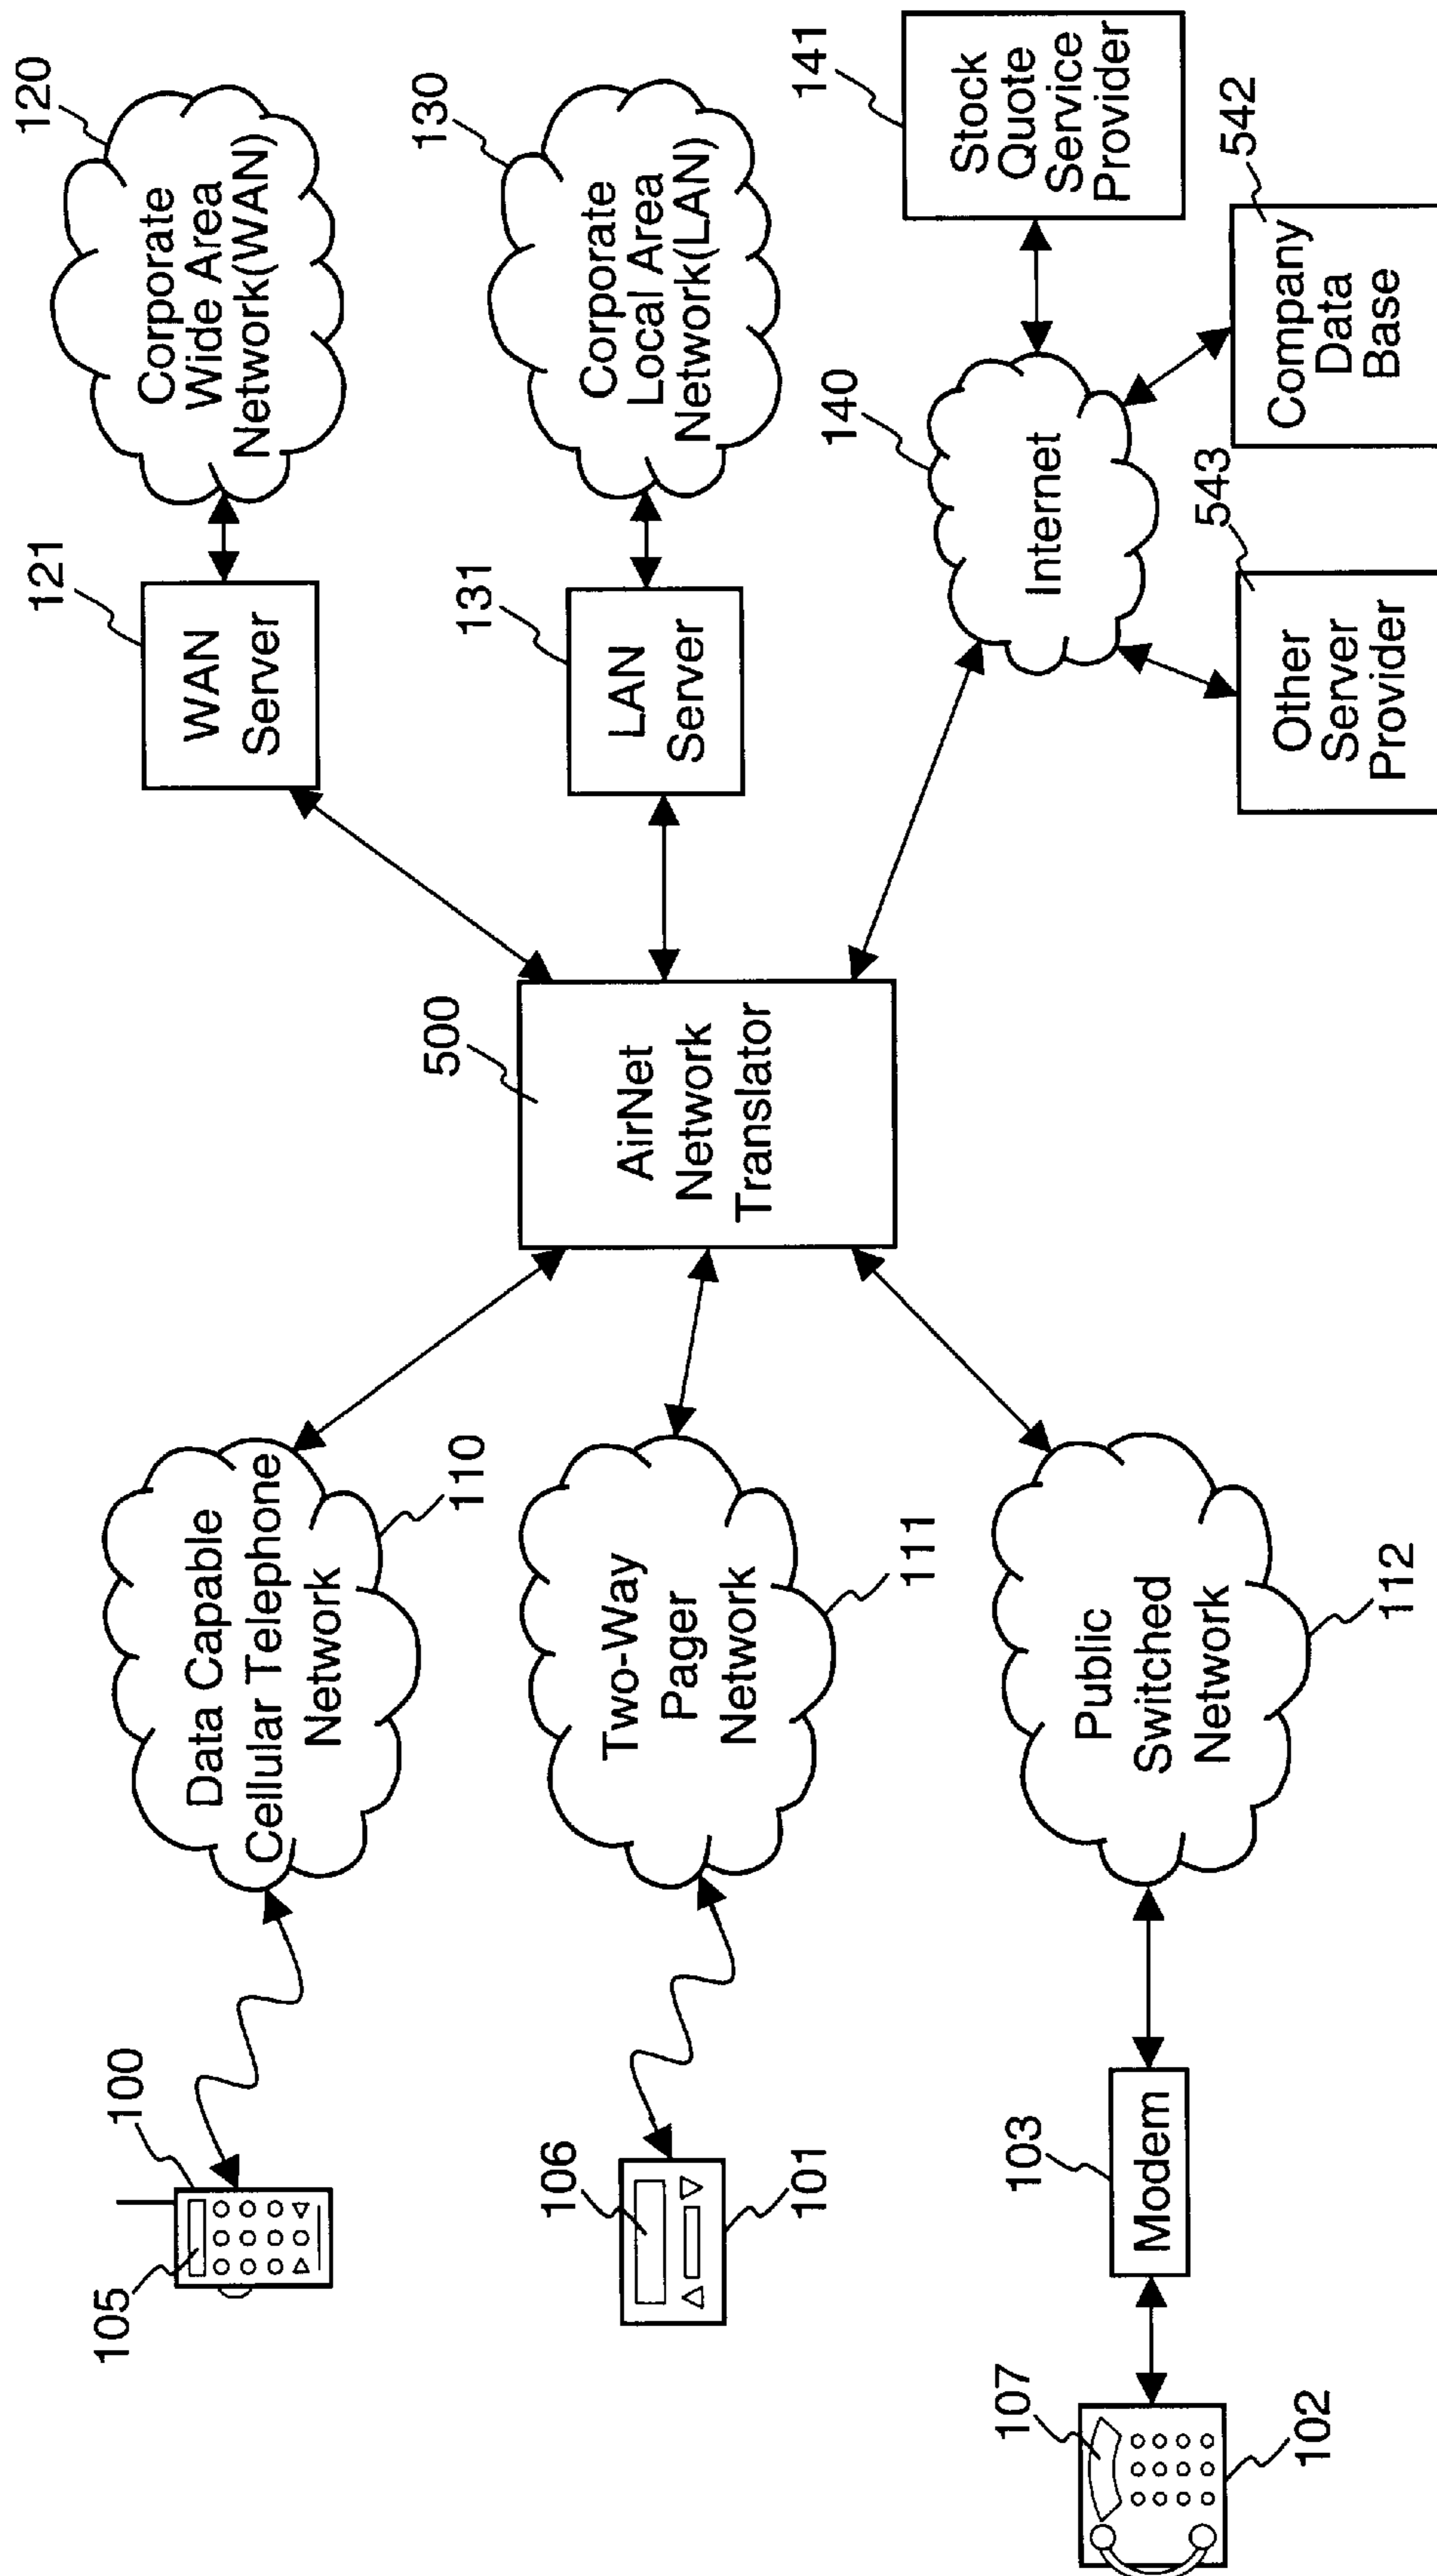 105
100
Data Capable
Cellular Telephone
Network
110
106
101
Two-Way
Pager
Network
111
107
102
103
Modem
Public
Switched
Network
112
500
AirNet
Network
Translator
121
WAN
Server
120
Corporate
Wide Area
Network(WAN)
131
LAN
Server
130
Corporate
Local Area
Network(LAN)
140
Internet
141
Stock
Quote
Service
Provider
543
Other
Server
Provider
542
Company
Data
Base